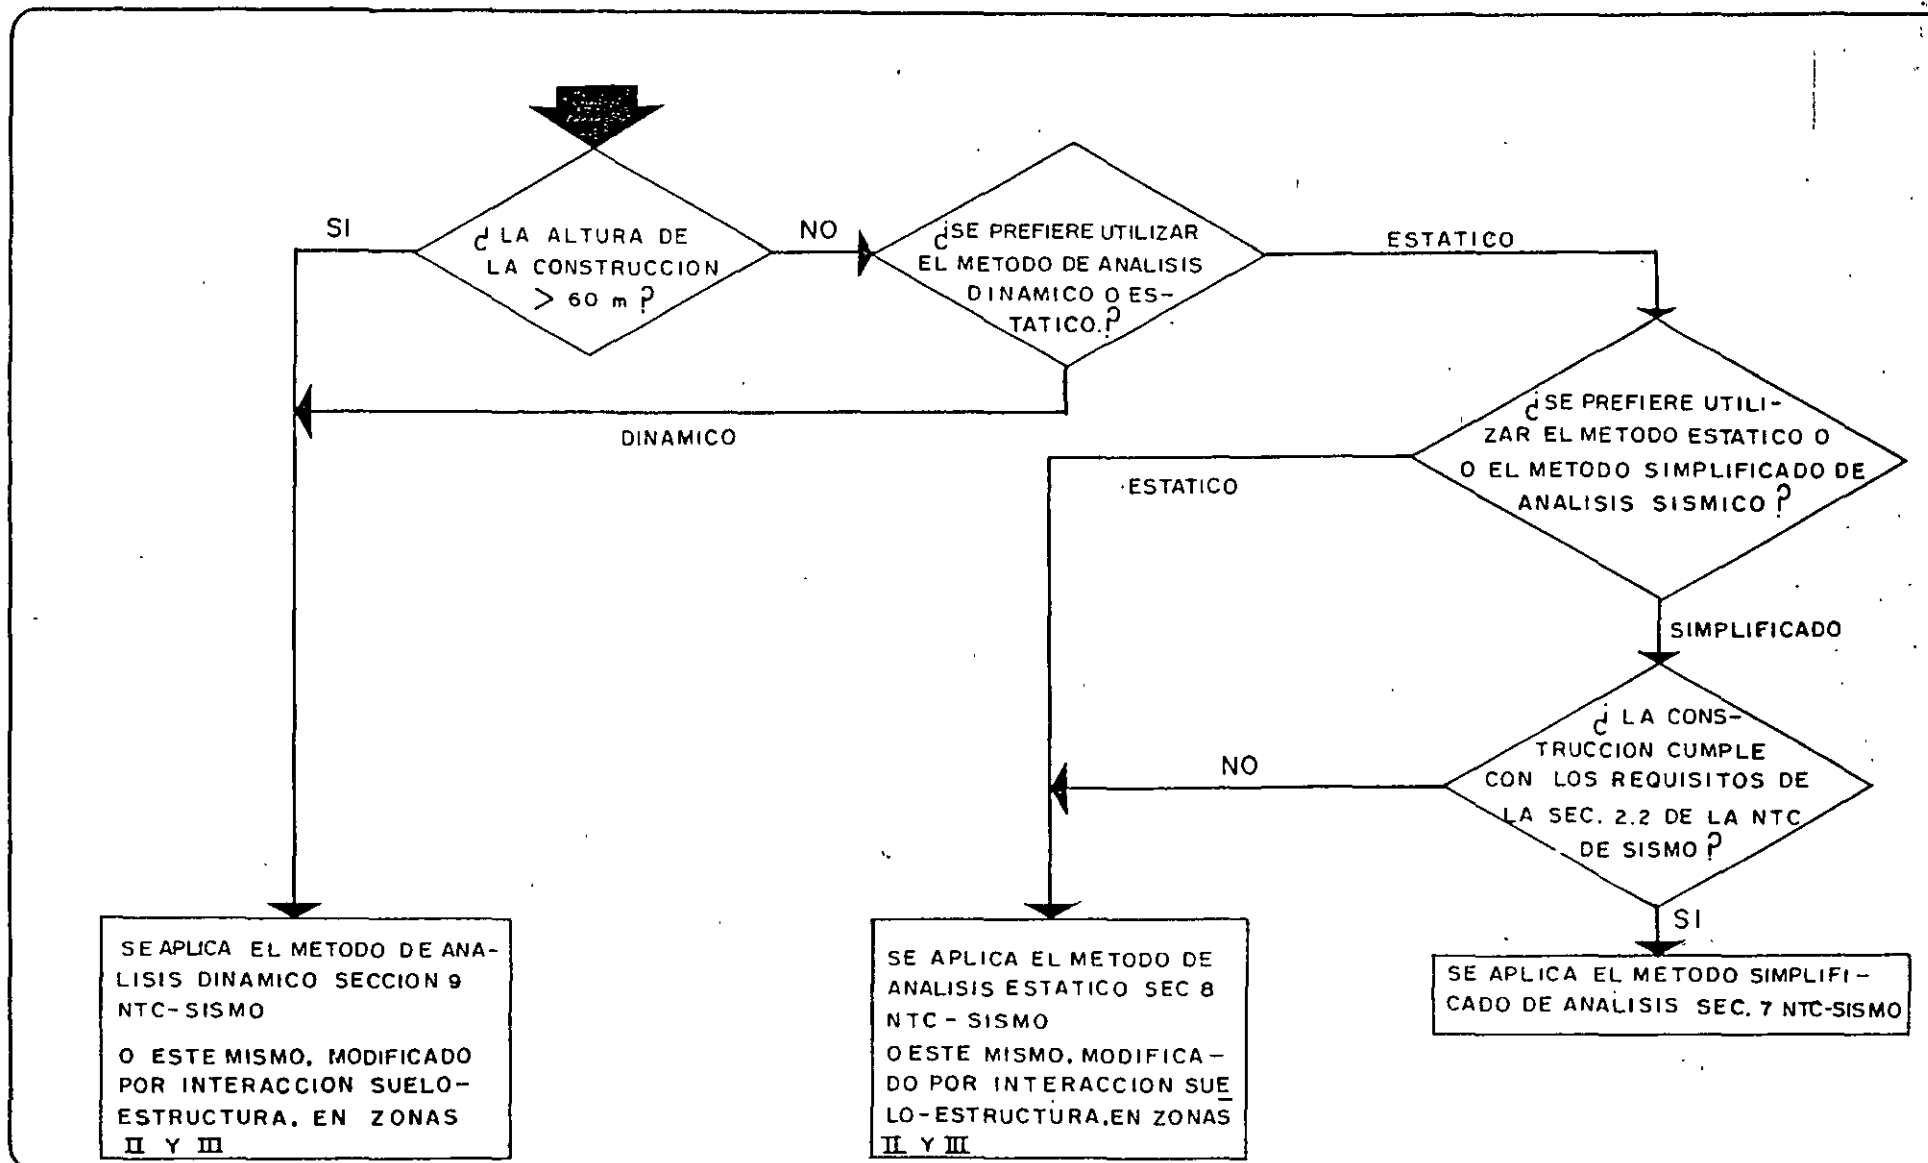 SI
¿ LA ALTURA DE
LA CONSTRUCCION
> 60 m ?
NO
¿SE PREFIERE UTILIZAR
EL METODO DE ANALISIS
DINAMICO O ES-
TATICO.?
ESTATICO
DINAMICO
¿SE PREFIERE UTILI-
ZAR EL METODO ESTATICO O
O EL METODO SIMPLIFICADO DE
ANALISIS SISMICO ?
ESTATICO
SIMPLIFICADO
¿ LA CONS-
TRUCCION CUMPLE
CON LOS REQUISITOS DE
LA SEC. 2.2 DE LA NTC
DE SISMO ?
NO
SI
SE APLICA EL METODO DE ANA-
LISIS DINAMICO SECCION 9
NTC-SISMO
O ESTE MISMO, MODIFICADO
POR INTERACCION SUELO-
ESTRUCTURA. EN ZONAS
II Y III
SE APLICA EL METODO DE
ANALISIS ESTATICO SEC 8
NTC - SISMO
O ESTE MISMO, MODIFICA-
DO POR INTERACCION SUE
LO-ESTRUCTURA, EN ZONAS
II Y III
SE APLICA EL METODO SIMPLIFI-
CADO DE ANALISIS SEC. 7 NTC-SISMO